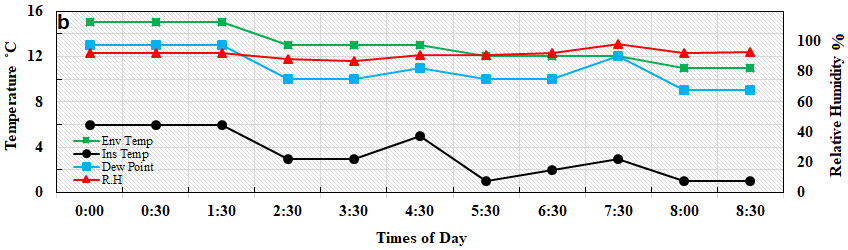 b
16
12
8
4
0
Temperature °C
100
80
60
40
20
0
Relative Humidity %
Env Temp
Ins Temp
Dew Point
R.H
0:00 0:30 1:30 2:30 3:30 4:30 5:30 6:30 7:30 8:00 8:30
Times of Day